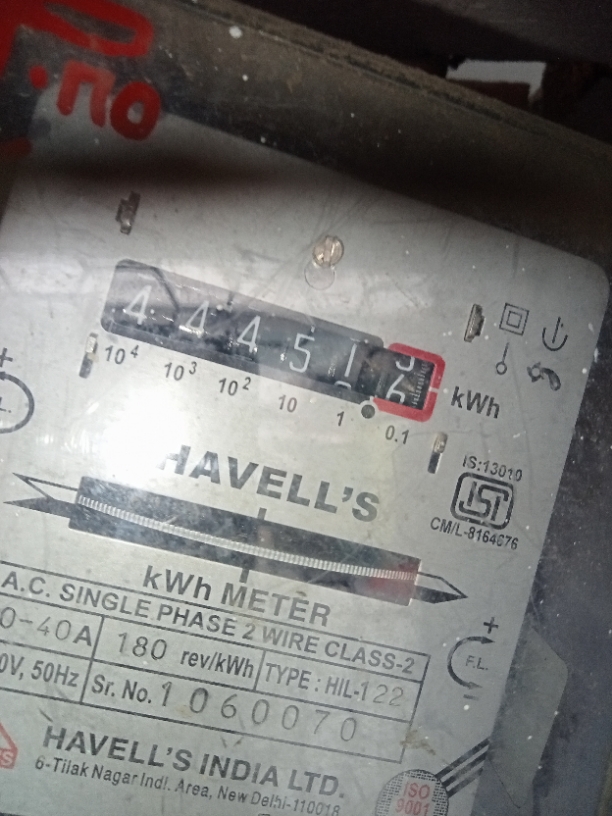 T.no
4 4 4 5 1 6
10⁴ 10³ 10² 10 1 0.1
kWh
HAVELL'S
IS:13010
ISI
CM/L-8164676
kWh METER
A.C. SINGLE PHASE 2 WIRE CLASS-2
0-40A 180 rev/kWh TYPE : HIL-122
0V, 50Hz Sr. No. 1060070
+
F.L.
−
HAVELL'S INDIA LTD.
6-Tilak Nagar Indl. Area, New Delhi-110018
ISO
9001